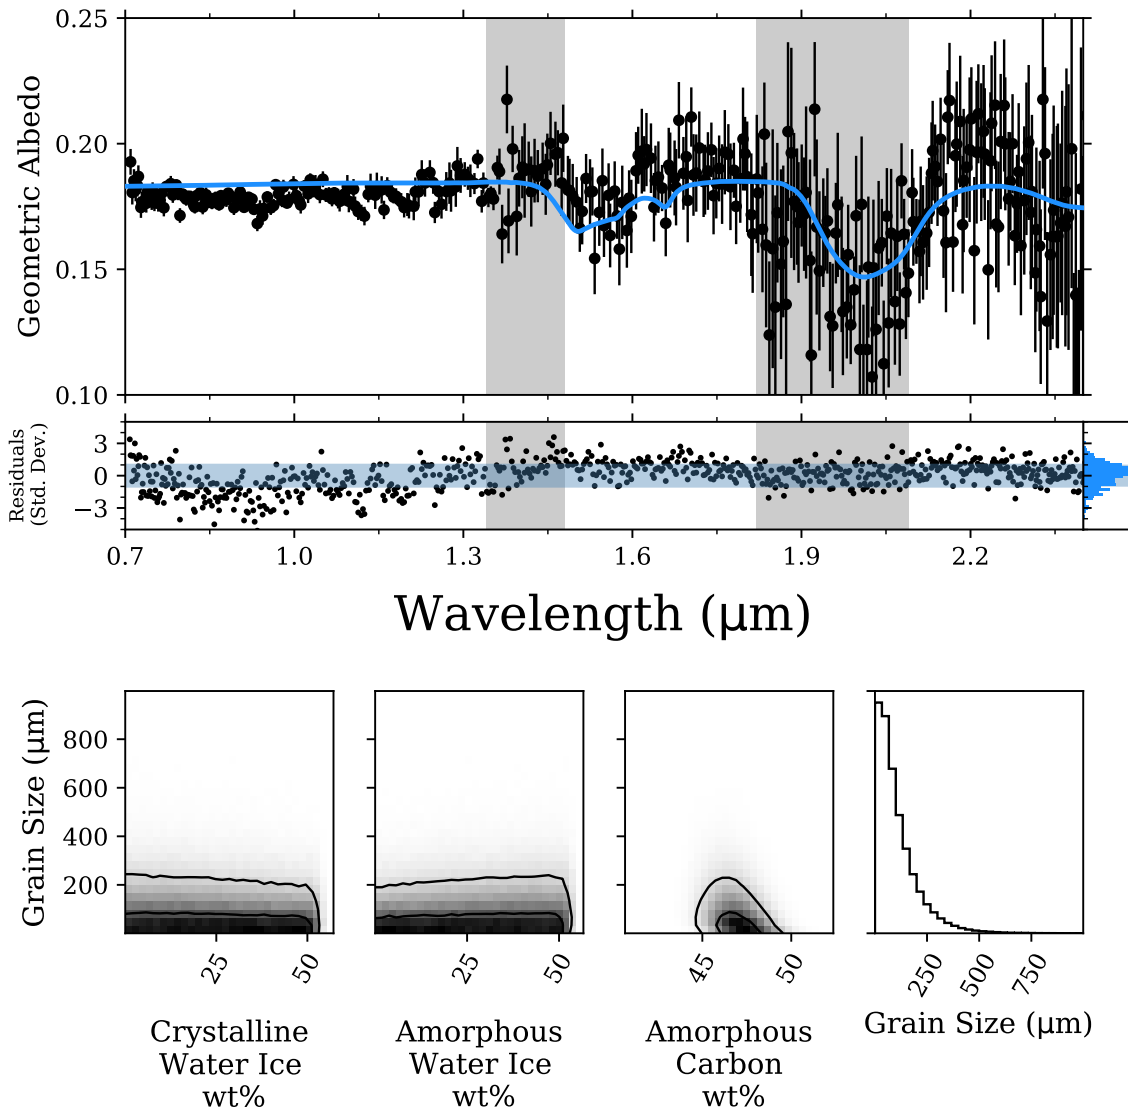 0.25
0.20
0.15
0.10
Geometric Albedo
3
0
−3
Residuals
(Std. Dev.)
0.7 1.0 1.3 1.6 1.9 2.2
Wavelength (μm)
800
600
400
200
Grain Size (μm)
25 50 25 50 45 50 250 500 750
Grain Size (μm)
Crystalline
Water Ice
wt%
Amorphous
Water Ice
wt%
Amorphous
Carbon
wt%